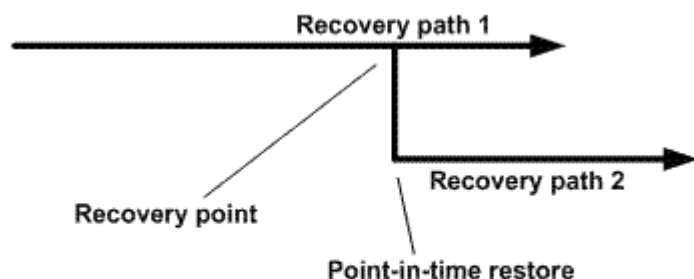 Recovery path 1
Recovery path 2
Recovery point
Point-in-time restore